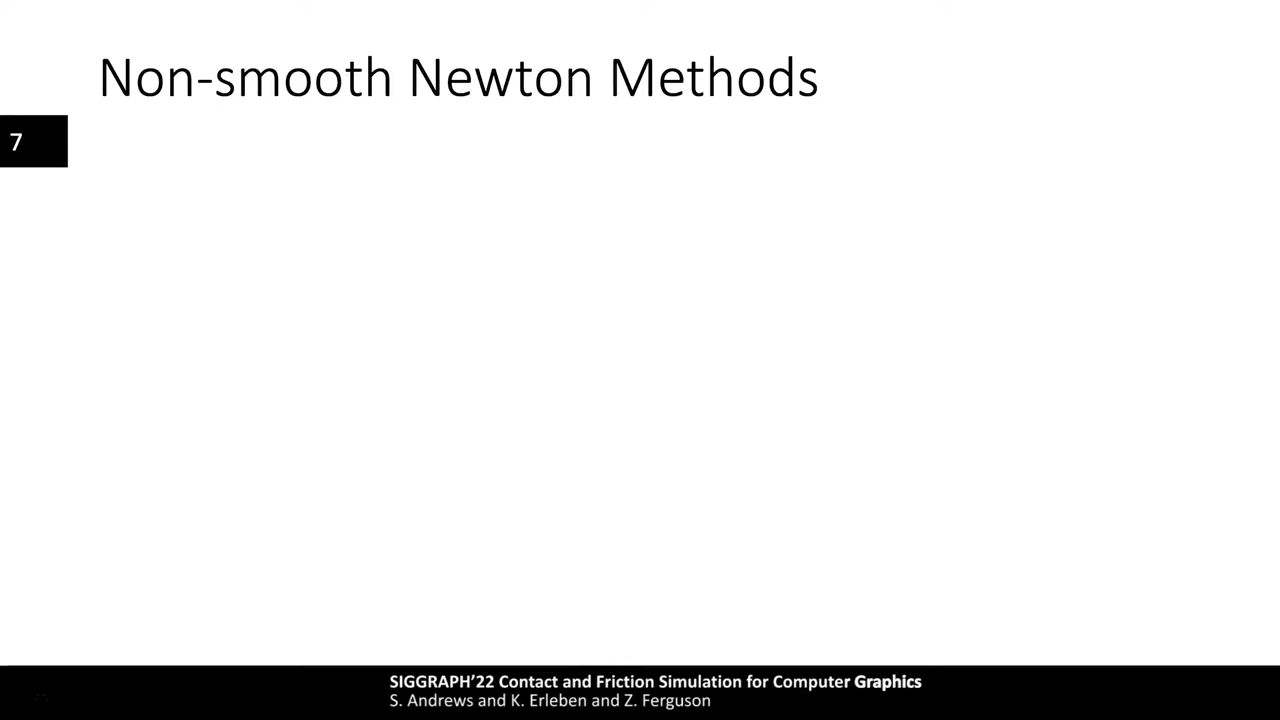 Non-smooth Newton Methods
7
SIGGRAPH’22 Contact and Friction Simulation for Computer Graphics
S. Andrews and K. Erleben and Z. Ferguson